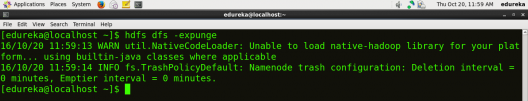 Applications Places System
Thu Oct 20, 11:59 AM edureka
edureka@localhost:~
File Edit View Search Terminal Help
[edureka@localhost ~]$ hdfs dfs -expunge
16/10/20 11:59:13 WARN util.NativeCodeLoader: Unable to load native-hadoop library for your plat
form... using builtin-java classes where applicable
16/10/20 11:59:14 INFO fs.TrashPolicyDefault: Namenode trash configuration: Deletion interval =
0 minutes, Emptier interval = 0 minutes.
[edureka@localhost ~]$